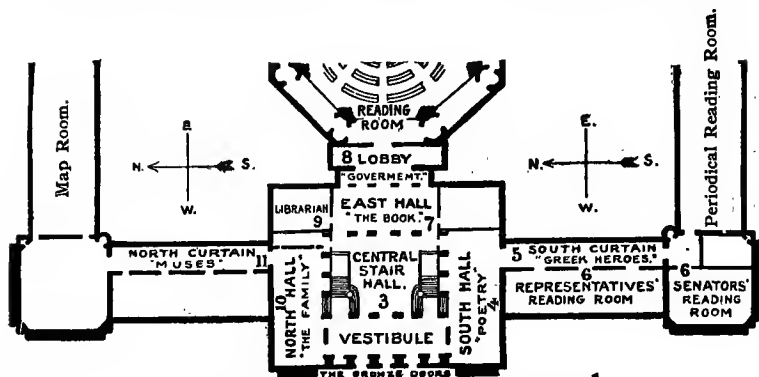 Map Room.
E
N.
S.
W.
READING
ROOM
8 LOBBY
"GOVERMENT."
LIBRARIAN
9
EAST HALL
"THE BOOK."
7
NORTH CURTAIN
"MUSES"
11
NORTH HALL
"THE FAMILY"
10
CENTRAL
STAIR
HALL.
3
VESTIBULE
THE BRONZE DOORS
SOUTH HALL
"POETRY"
4
E.
N.
S.
W.
5 SOUTH CURTAIN
"GREEK HEROES."
6
REPRESENTATIVES'
READING ROOM
Periodical Reading Room.
6
SENATORS'
READING
ROOM